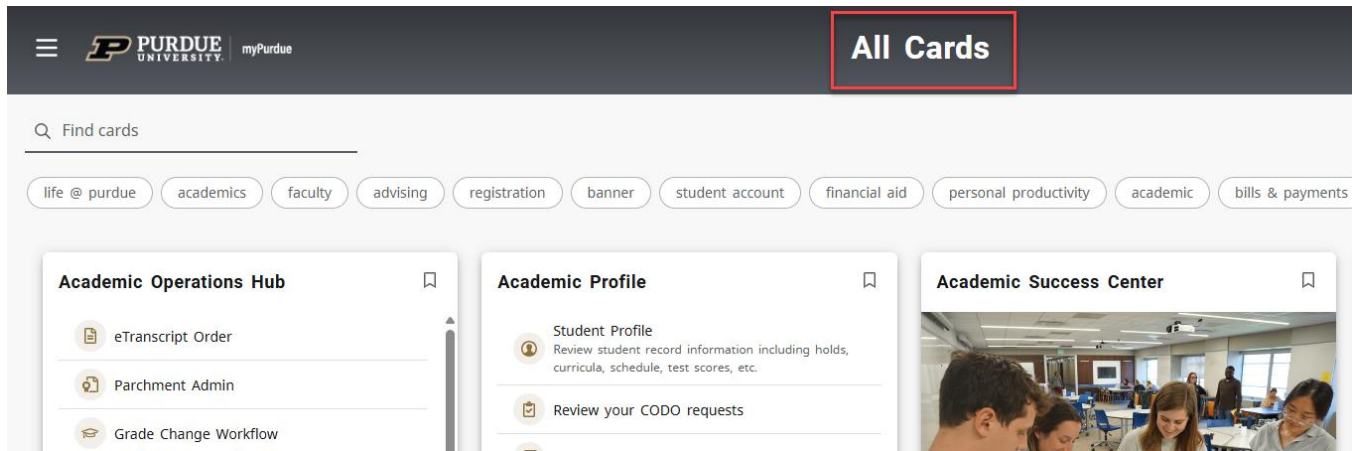 PURDUE UNIVERSITY. myPurdue
All Cards
Find cards
life @ purdue academics faculty advising registration banner student account financial aid personal productivity academic bills & payments
Academic Operations Hub
eTranscript Order
Parchment Admin
Grade Change Workflow
Academic Profile
Student Profile
Review student record information including holds,
curricula, schedule, test scores, etc.
Review your CODO requests
Academic Success Center